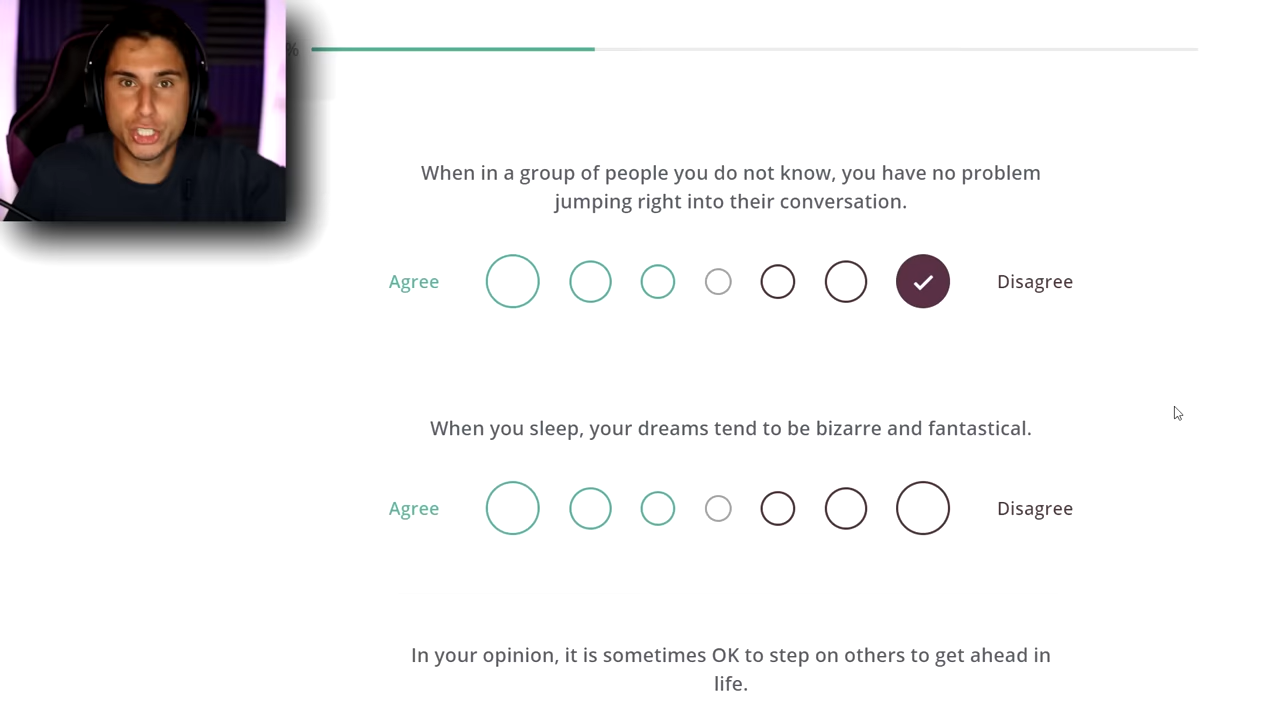 %
When in a group of people you do not know, you have no problem
jumping right into their conversation.
Agree
Disagree
When you sleep, your dreams tend to be bizarre and fantastical.
Agree
Disagree
In your opinion, it is sometimes OK to step on others to get ahead in
life.